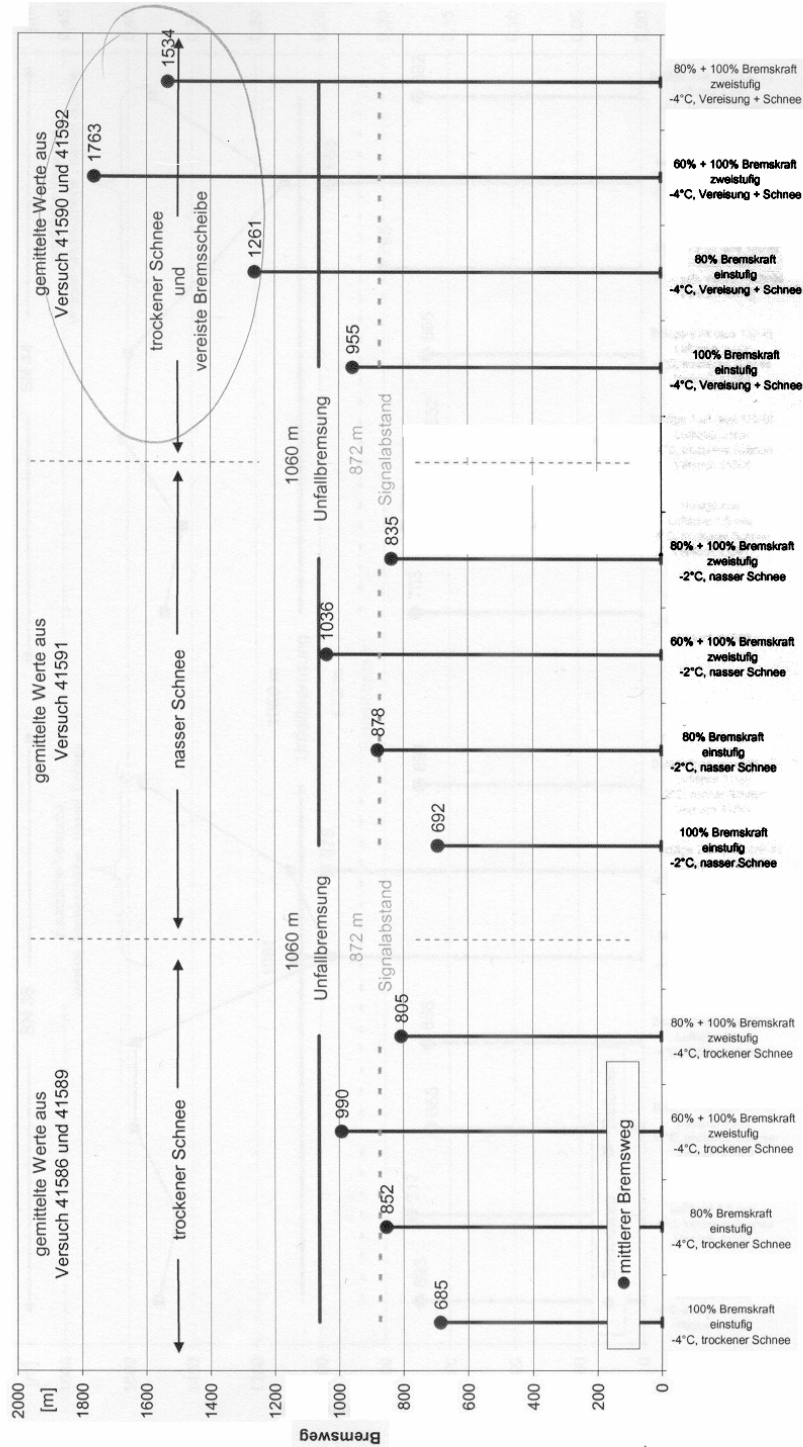 2000
[m]
1800
1600
1400
1200
1000
800
600
400
200
0
Bremsweg
gemittelte Werte aus
Versuch 41586 und 41589
trockener Schnee
gemittelte Werte aus
Versuch 41591
nasser Schnee
gemittelte Werte aus
Versuch 41590 und 41592
trockener Schnee
und
vereiste Bremsscheibe
1060 m
Unfallbremsung
872 m
Signalabstand
1060 m
Unfallbremsung
872 m
Signalabstand
685
852
990
805
692
878
1036
835
955
1261
1763
1534
mittlerer Bremsweg
100% Bremskraft
einstufig
-4°C, trockener Schnee
80% Bremskraft
einstufig
-4°C, trockener Schnee
60% + 100% Bremskraft
zweistufig
-4°C, trockener Schnee
80% + 100% Bremskraft
zweistufig
-4°C, trockener Schnee
100% Bremskraft
einstufig
-2°C, nasser Schnee
80% Bremskraft
einstufig
-2°C, nasser Schnee
60% + 100% Bremskraft
zweistufig
-2°C, nasser Schnee
80% + 100% Bremskraft
zweistufig
-2°C, nasser Schnee
100% Bremskraft
einstufig
-4°C, Vereisung + Schnee
80% Bremskraft
einstufig
-4°C, Vereisung + Schnee
60% + 100% Bremskraft
zweistufig
-4°C, Vereisung + Schnee
80% + 100% Bremskraft
zweistufig
-4°C, Vereisung + Schnee